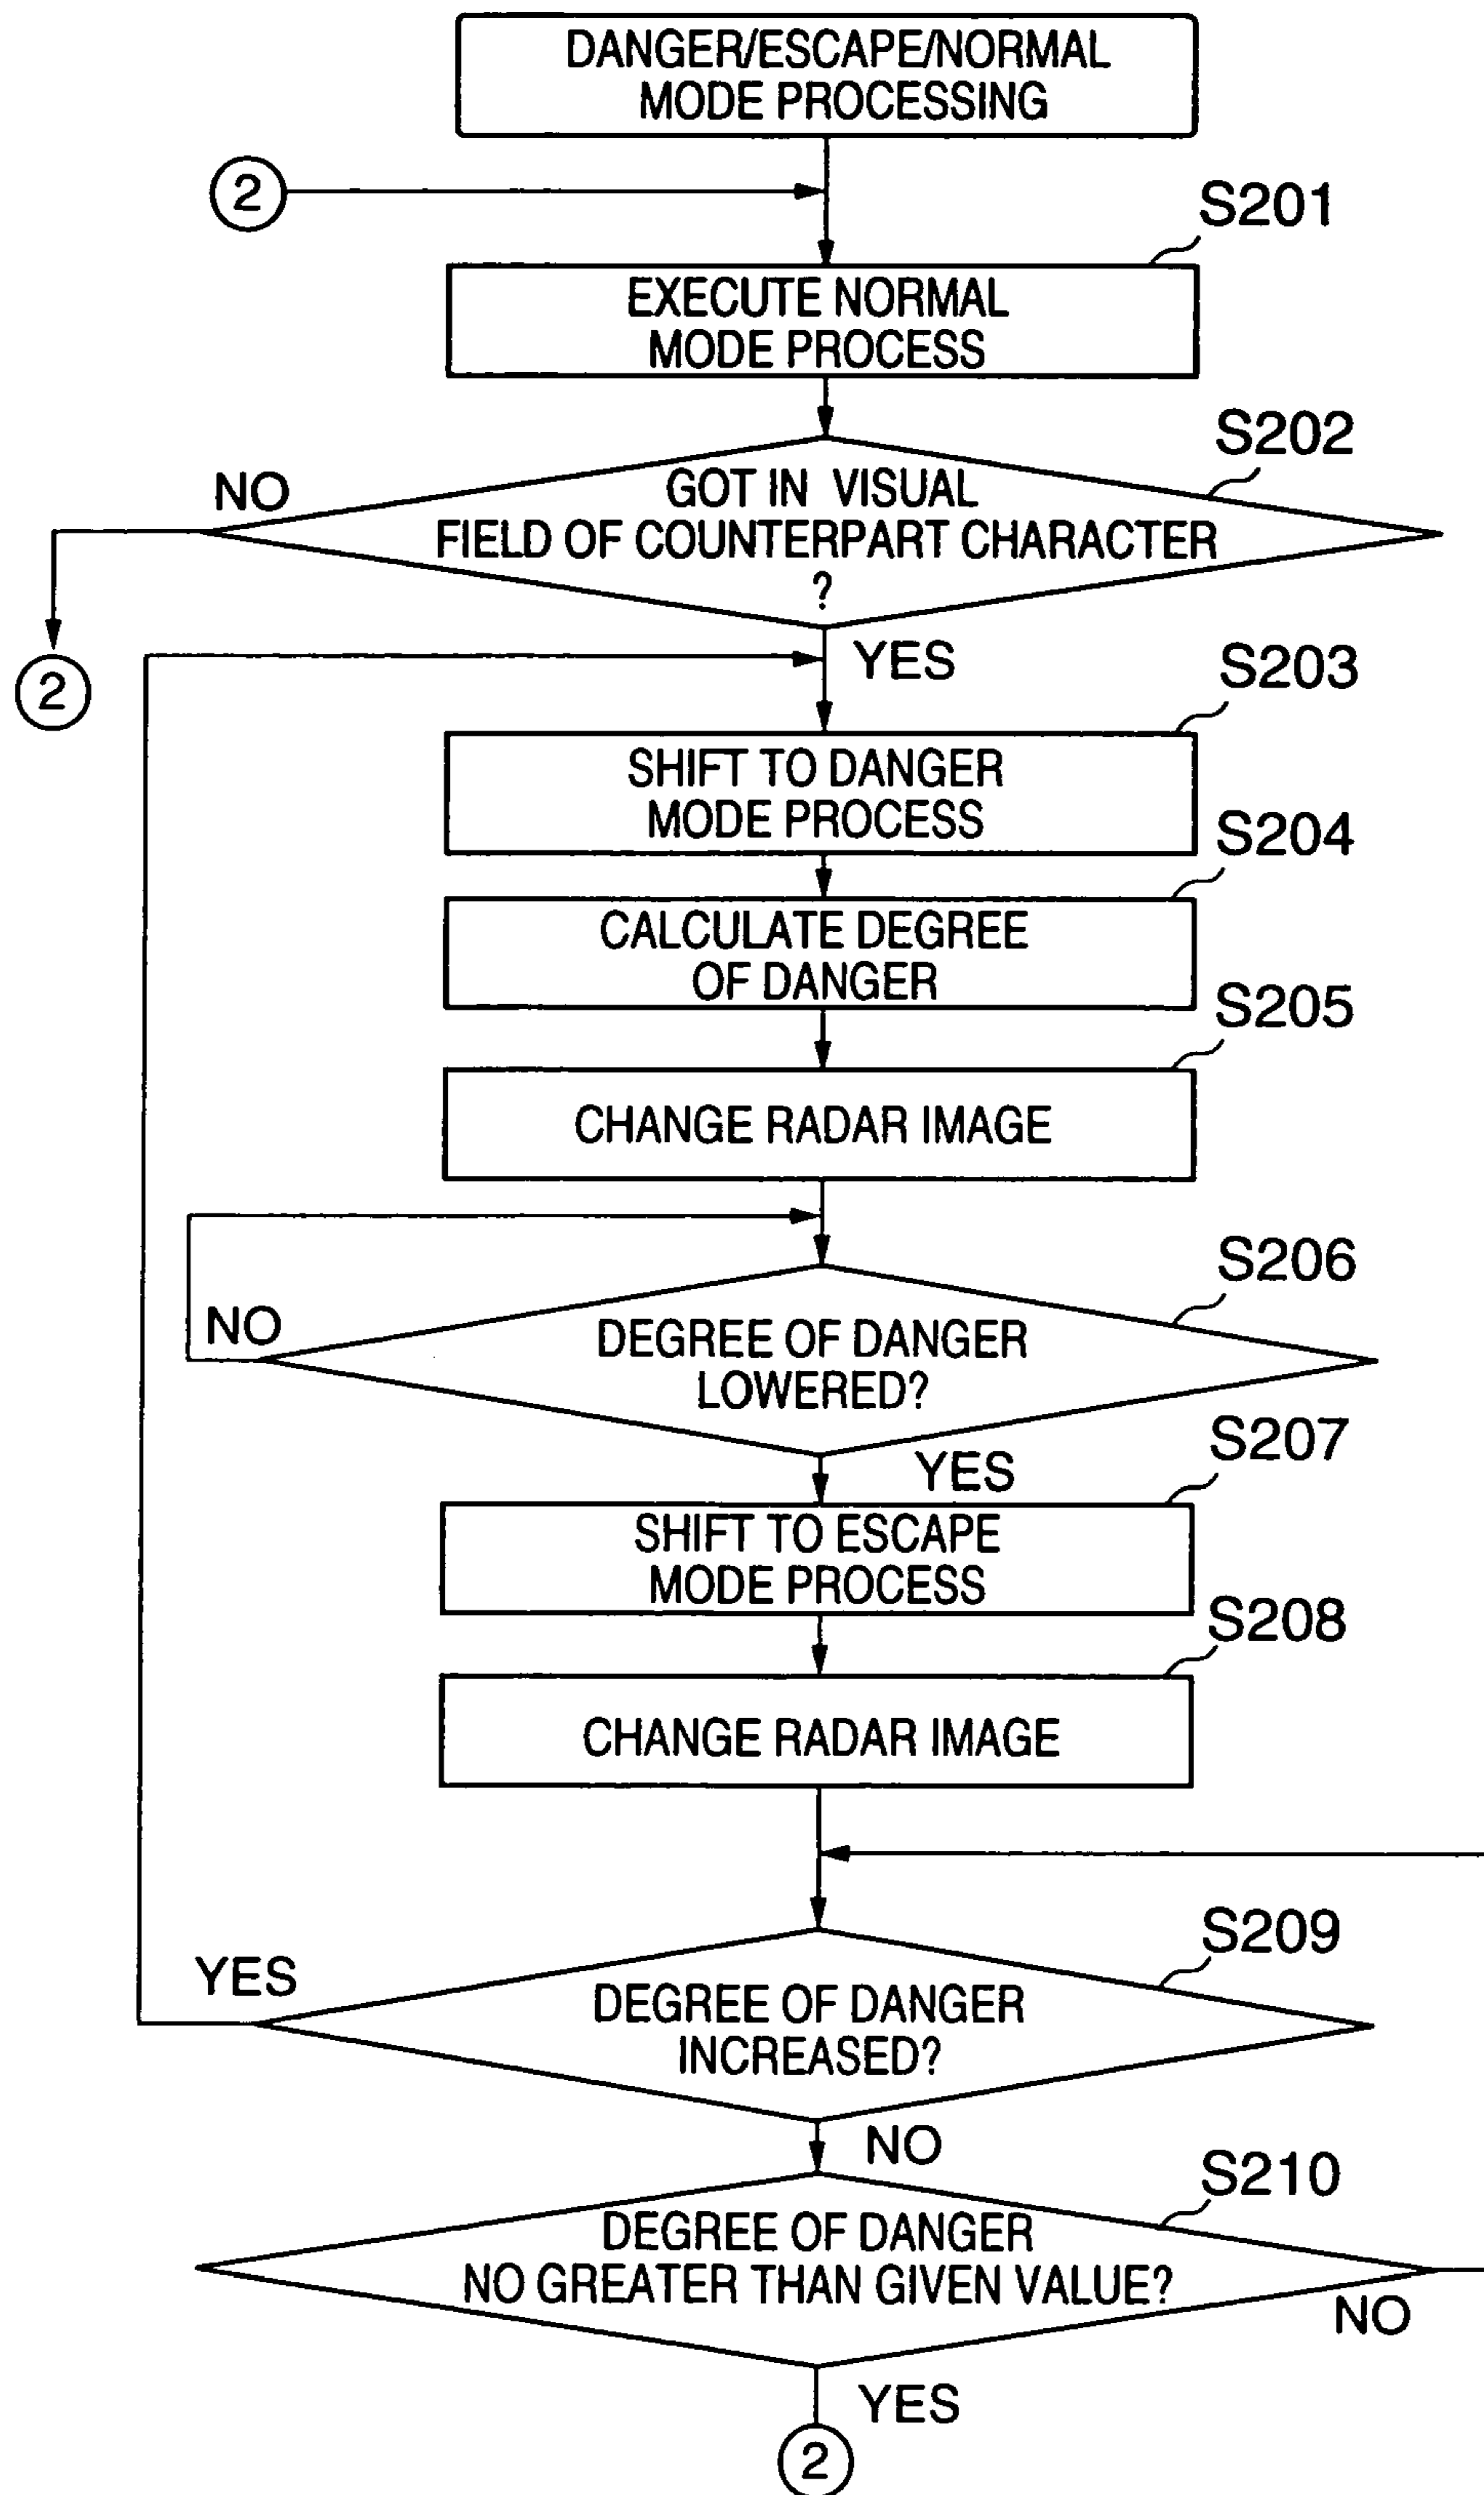 DANGER/ESCAPE/NORMAL
MODE PROCESSING
2
S201
EXECUTE NORMAL
MODE PROCESS
S202
NO
GOT IN VISUAL
FIELD OF COUNTERPART CHARACTER
?
YES
2
S203
SHIFT TO DANGER
MODE PROCESS
S204
CALCULATE DEGREE
OF DANGER
S205
CHANGE RADAR IMAGE
S206
NO
DEGREE OF DANGER
LOWERED?
YES
S207
SHIFT TO ESCAPE
MODE PROCESS
S208
CHANGE RADAR IMAGE
S209
YES
DEGREE OF DANGER
INCREASED?
NO
S210
DEGREE OF DANGER
NO GREATER THAN GIVEN VALUE?
NO
YES
2